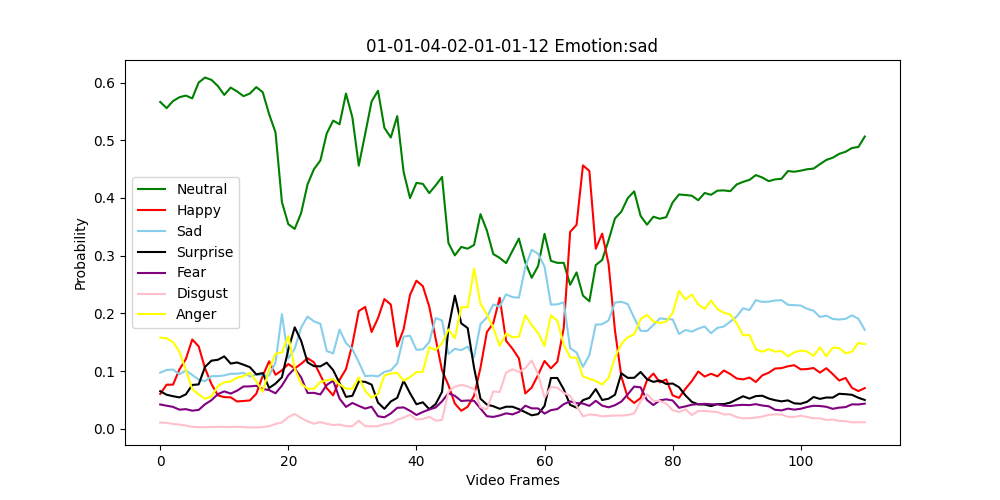 01-01-04-02-01-01-12 Emotion:sad
Probability
0.6
0.5
0.4
0.3
0.2
0.1
0.0
Neutral
Happy
Sad
Surprise
Fear
Disgust
Anger
0 20 40 60 80 100
Video Frames